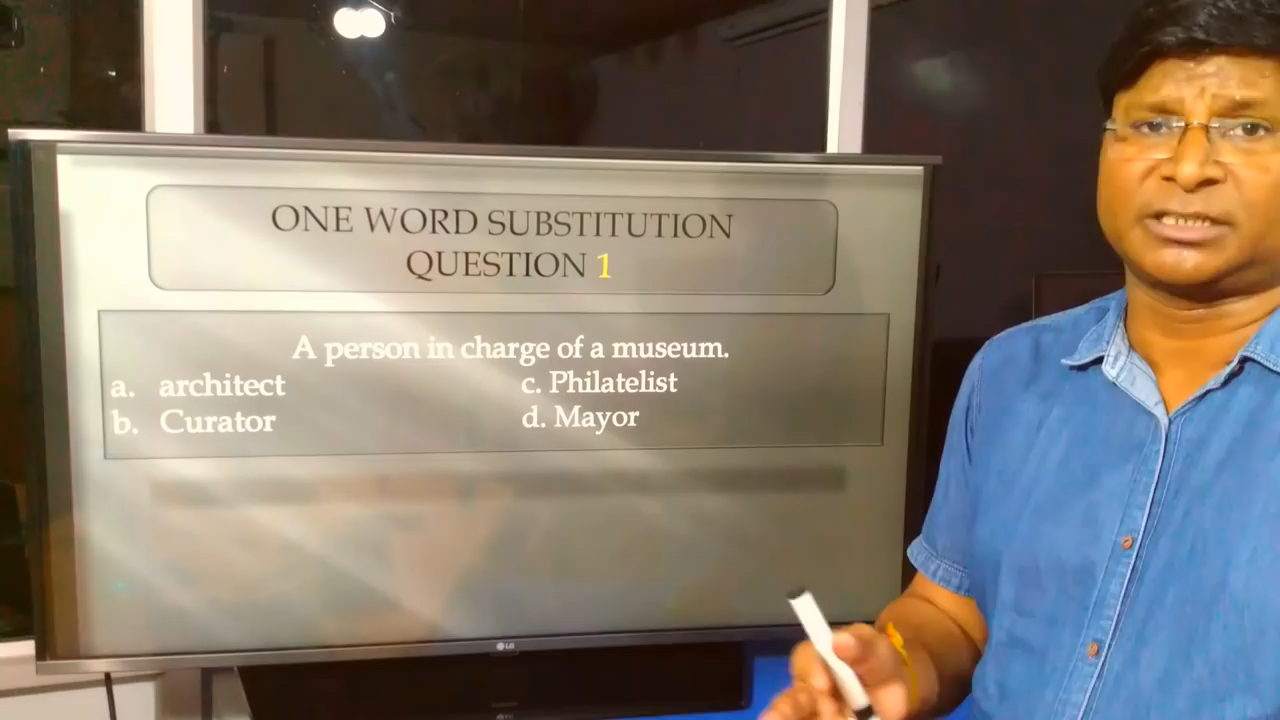 ONE WORD SUBSTITUTION
QUESTION 1
A person in charge of a museum.
a. architect
c. Philatelist
b. Curator
d. Mayor
LG